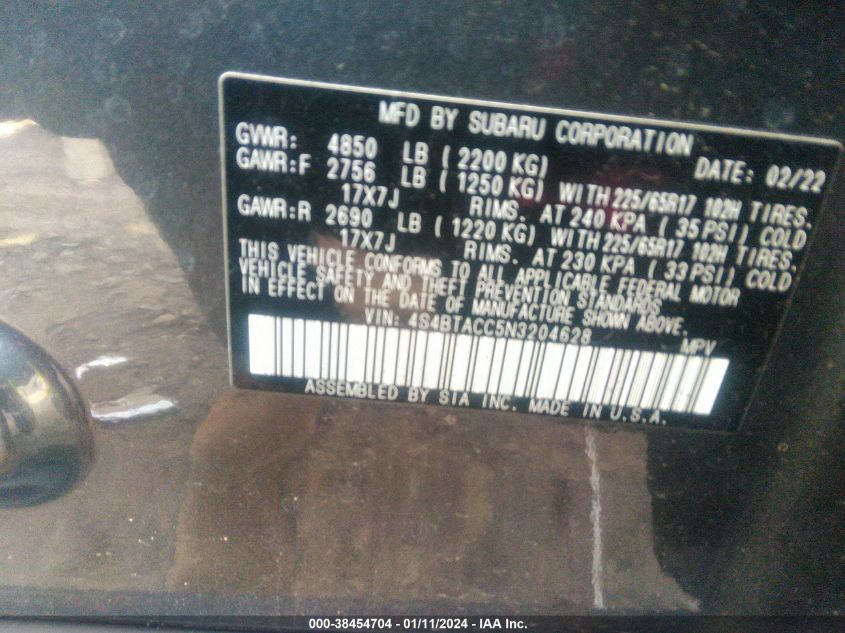 MFD BY SUBARU CORPORATION
GVWR: 4850 LB ( 2200 KG) DATE: 02/22
GAWR:F 2756 LB ( 1250 KG) WITH 225/65R17 102H TIRES.
17X7J RIMS. AT 240 KPA ( 35 PSI) COLD
GAWR:R 2690 LB ( 1220 KG) WITH 225/65R17 102H TIRES.
17X7J RIMS. AT 230 KPA ( 33 PSI) COLD
THIS VEHICLE CONFORMS TO ALL APPLICABLE FEDERAL MOTOR
VEHICLE SAFETY AND THEFT PREVENTION STANDARDS
IN EFFECT ON THE DATE OF MANUFACTURE SHOWN ABOVE.
VIN: 4S4BTACC5N3204628 MPV
ASSEMBLED BY SIA INC. MADE IN U.S.A.
000-38454704 - 01/11/2024 - IAA Inc.